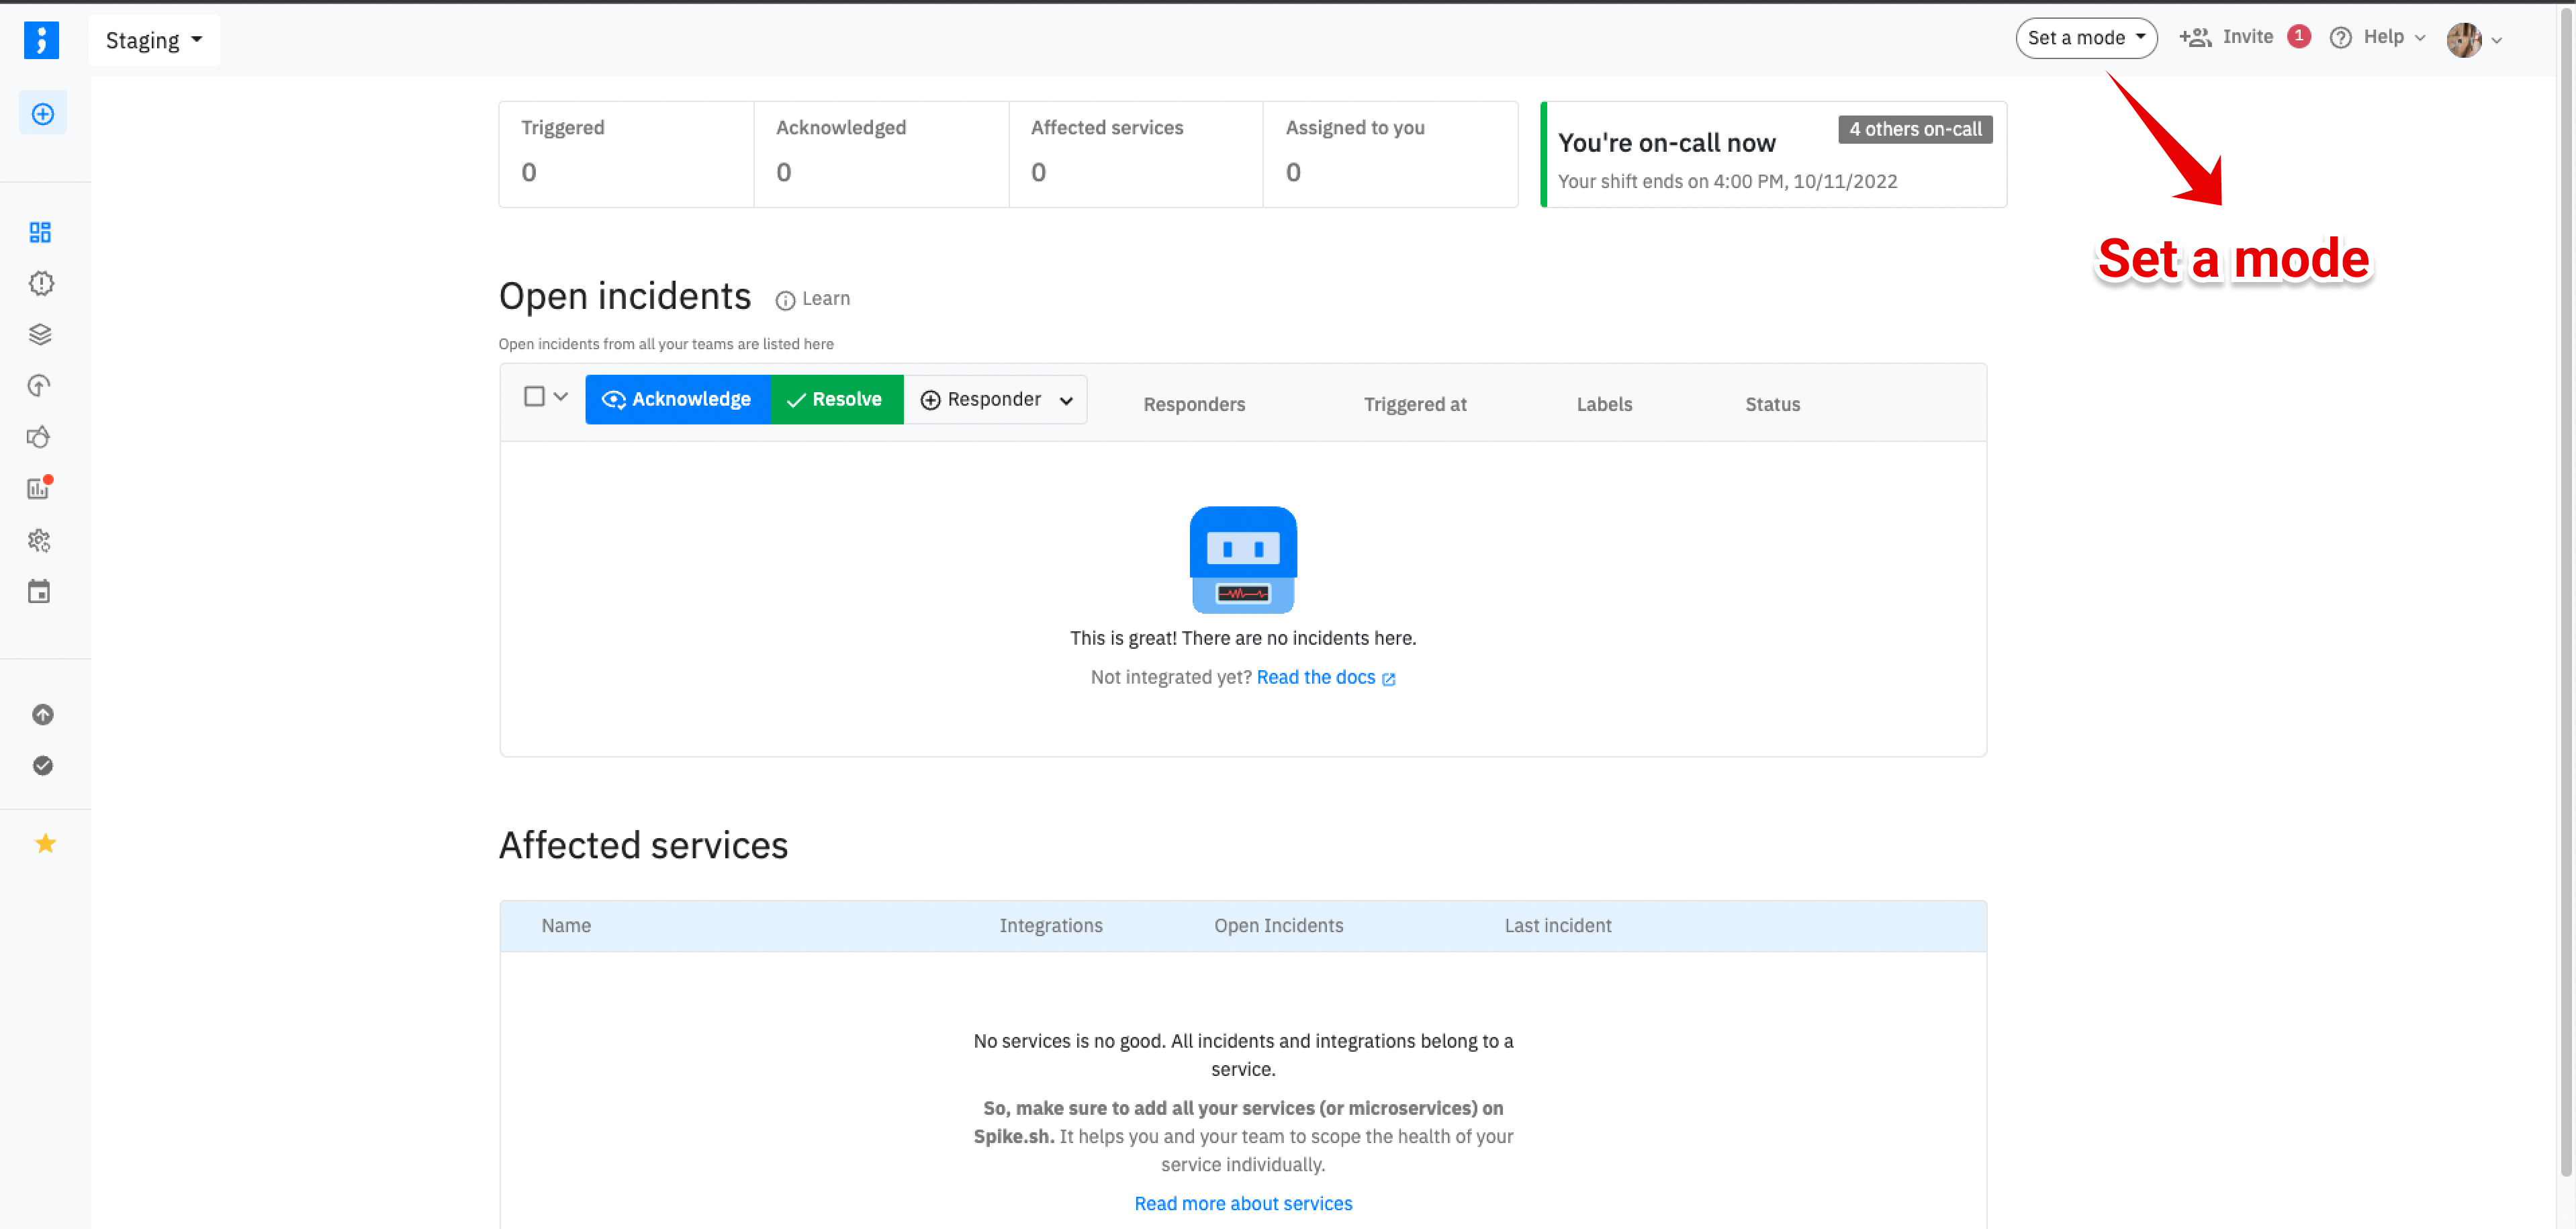 Staging
Set a mode
Invite 1
Help
Triggered
0
Acknowledged
0
Affected services
0
Assigned to you
0
You're on-call now
4 others on-call
Your shift ends on 4:00 PM, 10/11/2022
Set a mode
Open incidents
Learn
Open incidents from all your teams are listed here
Acknowledge
Resolve
Responder
Responders
Triggered at
Labels
Status
This is great! There are no incidents here.
Not integrated yet? Read the docs
Affected services
Name
Integrations
Open Incidents
Last incident
No services is no good. All incidents and integrations belong to a
service.
So, make sure to add all your services (or microservices) on
Spike.sh. It helps you and your team to scope the health of your
service individually.
Read more about services